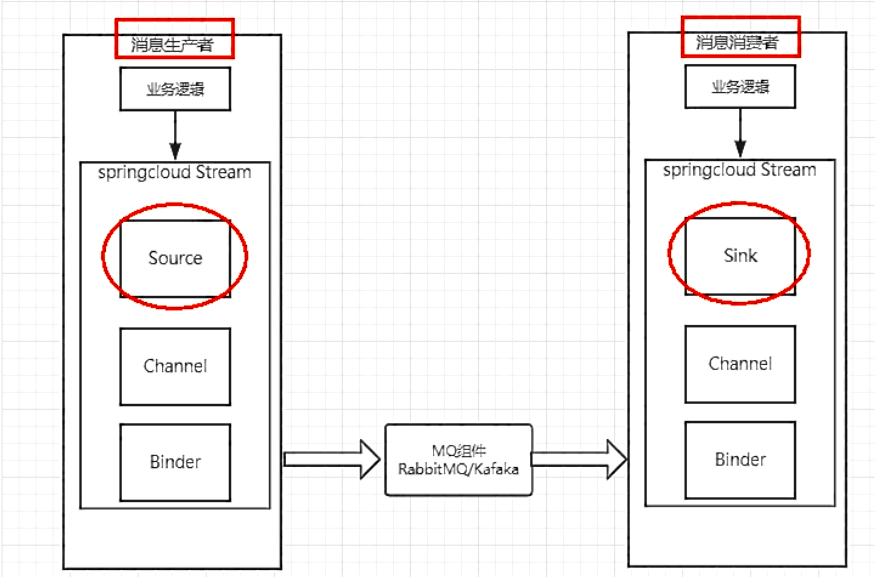 消息生产者
业务逻辑
springcloud Stream
Source
Channel
Binder
MQ组件
RabbitMQ/Kafaka
消息消费者
业务逻辑
springcloud Stream
Sink
Channel
Binder